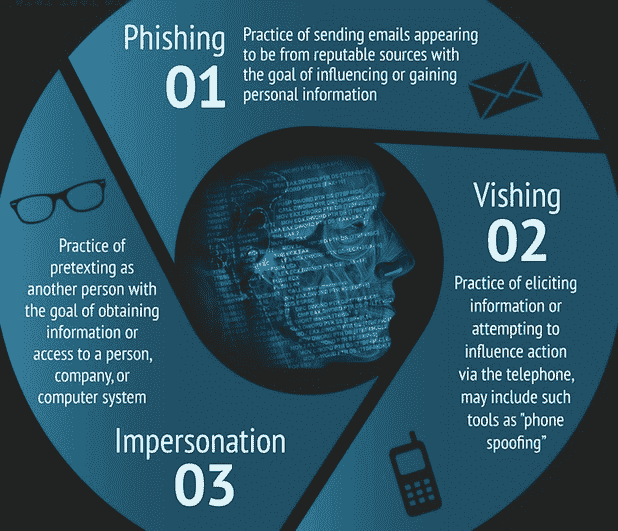 Phishing
01
Practice of sending emails appearing
to be from reputable sources with
the goal of influencing or gaining
personal information
Vishing
02
Practice of eliciting
information or
attempting to
influence action
via the telephone,
may include such
tools as "phone
spoofing"
Practice of
pretexting as
another person with
the goal of obtaining
information or
access to a person,
company, or
computer system
Impersonation
03